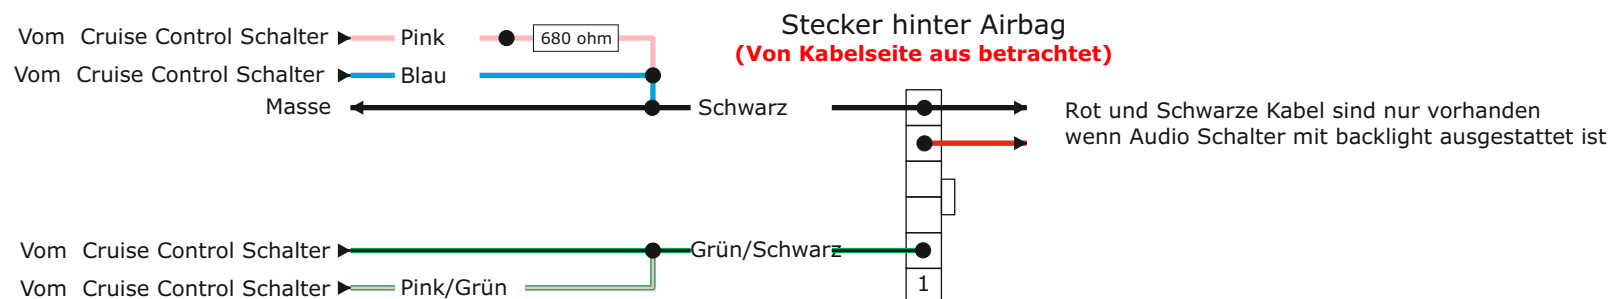 Stecker hinter Airbag
(Von Kabelseite aus betrachtet)
Vom Cruise Control Schalter Pink 680 ohm
Vom Cruise Control Schalter Blau
Masse Schwarz
Rot und Schwarze Kabel sind nur vorhanden
wenn Audio Schalter mit backlight ausgestattet ist
Vom Cruise Control Schalter Grün/Schwarz
Vom Cruise Control Schalter Pink/Grün
1